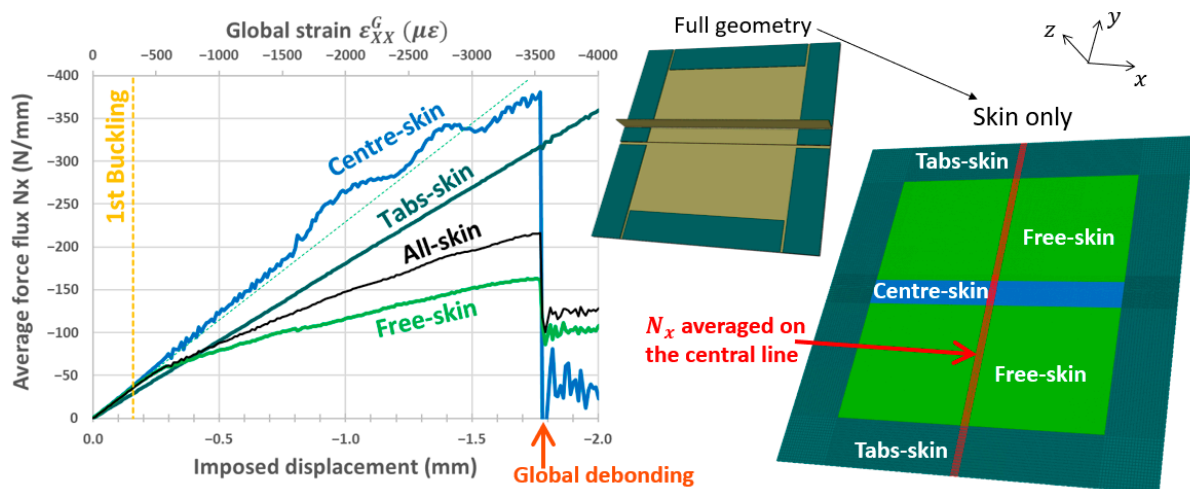 Global strain ε^G_XX (με)
0 −500 −1000 −1500 −2000 −2500 −3000 −3500 −4000
−400
−350
−300
−250
−200
−150
−100
−50
0
Average force flux Nx (N/mm)
1st Buckling
Centre-skin
Tabs-skin
All-skin
Free-skin
0.0 −0.5 −1.0 −1.5 −2.0
Imposed displacement (mm)
Global debonding
Full geometry
y
z
x
Skin only
Tabs-skin
Free-skin
Centre-skin
N_x averaged on
the central line
Free-skin
Tabs-skin